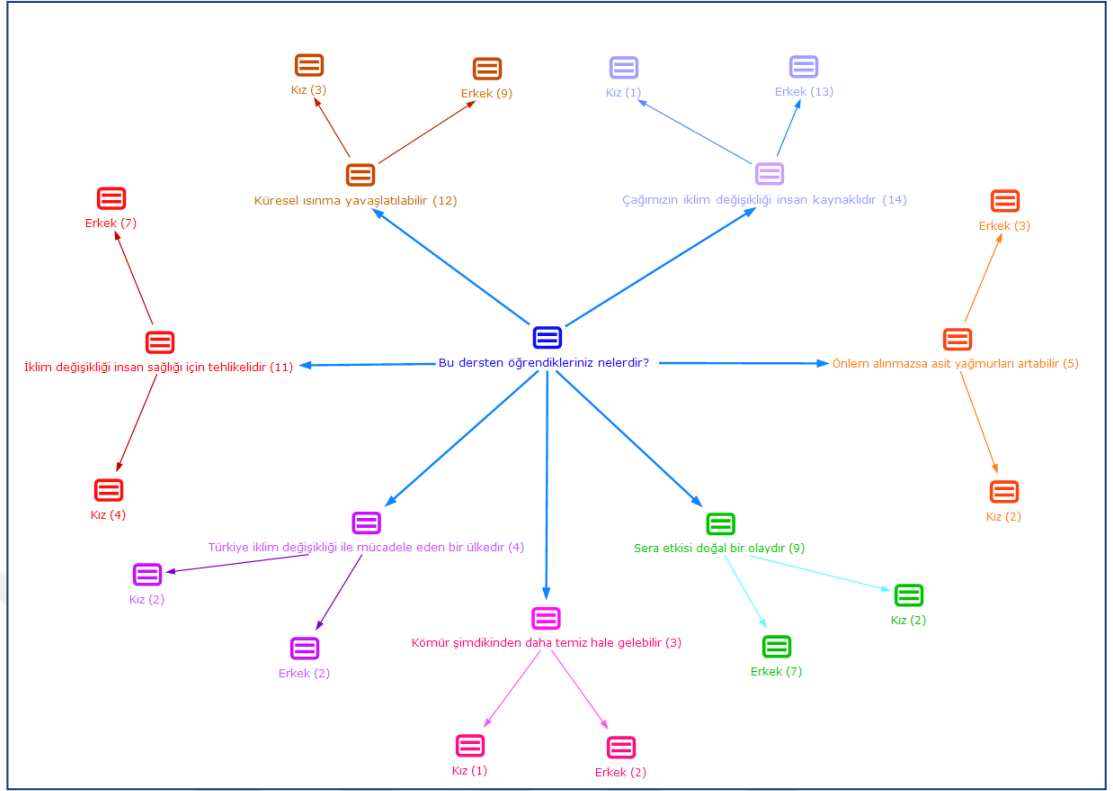 Kız (3)
Erkek (9)
Kız (1)
Erkek (13)
Küresel ısınma yavaşlatılabilir (12)
Çağımızın iklim değişikliği insan kaynaklıdır (14)
Erkek (7)
Erkek (3)
İklim değişikliği insan sağlığı için tehlikelidir (11)
Bu dersten öğrendikleriniz nelerdir?
Önlem alınmazsa asit yağmurları artabilir (5)
Kız (4)
Kız (2)
Türkiye iklim değişikliği ile mücadele eden bir ülkedir (4)
Sera etkisi doğal bir olaydır (9)
Kız (2)
Kız (2)
Kömür şimdikinden daha temiz hale gelebilir (3)
Erkek (2)
Erkek (7)
Kız (1)
Erkek (2)